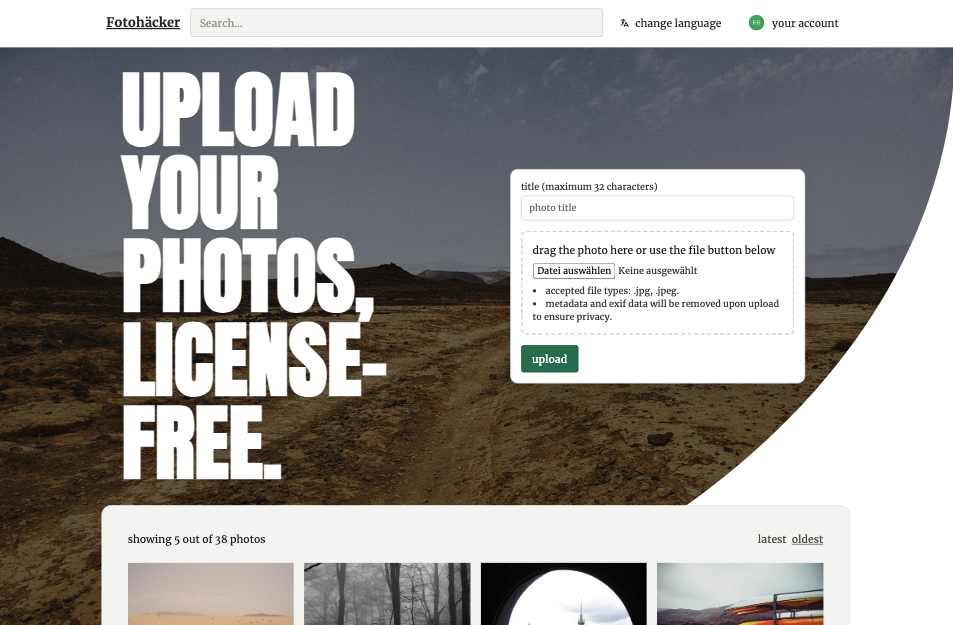 Fotohäcker
Search...
change language
FR
your account
UPLOAD
YOUR
PHOTOS,
LICENSE-
FREE.
title (maximum 32 characters)
photo title
drag the photo here or use the file button below
Datei auswählen Keine ausgewählt
• accepted file types: .jpg, .jpeg.
• metadata and exif data will be removed upon upload
to ensure privacy.
upload
showing 5 out of 38 photos
latest oldest